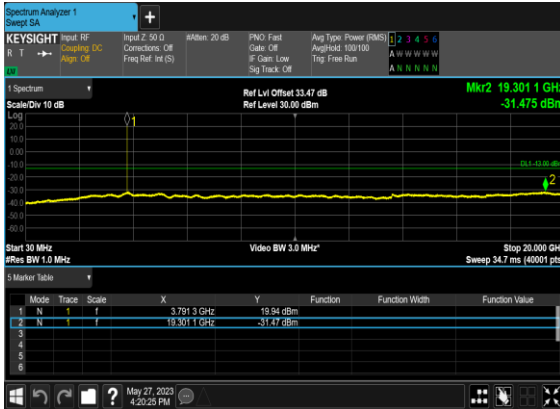 Spectrum Analyzer 1
Swept SA
+
KEYSIGHT Input: RF Input Z: 50 Ω #Atten: 20 dB PNO: Fast Avg Type: Power (RMS) 1 2 3 4 5 6
R T Coupling: DC Corrections: Off Gate: Off Avg|Hold: 100/100 A W W W W W
Align: Off Freq Ref: Int (S) IF Gain: Low Trig: Free Run
Sig Track: Off A N N N N N
1 Spectrum Ref Lvl Offset 33.47 dB Mkr2 19.301 1 GHz
Scale/Div 10 dB Ref Level 30.00 dBm -31.475 dBm
Log
20.0
10.0
0.00
-10.0
-20.0
-30.0
-40.0
-50.0
-60.0
1
DL1 -13.00 dBm
2
Start 30 MHz Video BW 3.0 MHz* Stop 20.000 GHz
#Res BW 1.0 MHz Sweep 34.7 ms (40001 pts)
5 Marker Table
Mode Trace Scale X Y Function Function Width Function Value
1 N 1 f 3.791 3 GHz 19.94 dBm
2 N 1 f 19.301 1 GHz -31.47 dBm
3
4
5
6
? May 27, 2023
4:20:25 PM